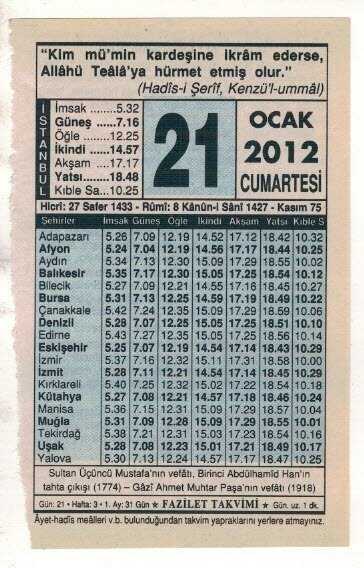 “Kim mü'min kardeşine ikrâm ederse,
Allâhü Teâlâ'ya hürmet etmiş olur.”
(Hadîs-i Şerîf, Kenzü'l-ummâl)
İSTANBUL
İmsak ......5.32
Güneş ......7.16
Öğle .......12.25
İkindi .....14.57
Akşam ....17.17
Yatsı.......18.48
Kıble Sa...10.25
21
OCAK
2012
CUMARTESİ
Hicrî: 27 Safer 1433 - Rûmî: 8 Kânûn-i Sânî 1427 - Kasım 75
Şehirler İmsak Güneş Öğle İkindi Akşam Yatsı Kıble S
Adapazarı 5.26 7.09 12.19 14.52 17.12 18.42 10.32
Afyon 5.24 7.04 12.19 14.56 17.17 18.44 10.25
Aydın 5.34 7.13 12.30 15.09 17.29 18.55 10.05
Balıkesir 5.35 7.17 12.30 15.05 17.25 18.54 10.12
Bilecik 5.27 7.09 12.21 14.55 17.16 18.45 10.27
Bursa 5.31 7.13 12.25 14.59 17.19 18.49 10.22
Çanakkale 5.42 7.24 12.35 15.09 17.29 18.59 10.06
Denizli 5.28 7.07 12.25 15.05 17.25 18.51 10.10
Edirne 5.43 7.27 12.35 15.05 17.25 18.56 10.14
Eskişehir 5.25 7.07 12.19 14.54 17.14 18.43 10.29
İzmir 5.37 7.16 12.32 15.11 17.31 18.58 10.00
İzmit 5.28 7.11 12.21 14.54 17.14 18.45 10.29
Kırklareli 5.40 7.25 12.32 15.02 17.22 18.54 10.18
Kütahya 5.27 7.08 12.21 14.57 17.18 18.46 10.24
Manisa 5.36 7.15 12.31 15.09 17.29 18.57 10.04
Muğla 5.31 7.09 12.28 15.09 17.29 18.55 10.01
Tekirdağ 5.38 7.21 12.31 15.03 17.23 18.54 10.16
Uşak 5.28 7.08 12.23 15.01 17.21 18.49 10.17
Yalova 5.30 7.13 12.24 14.57 17.17 18.47 10.25
Sultan Üçüncü Mustafa'nın vefâtı, Birinci Abdülhamîd Han'ın
tahta çıkışı (1774) – Gâzî Ahmet Muhtar Paşa'nın vefâtı (1918)
Gün: 21 • Hafta: 3 • 1. Ay: 31 Gün ★ FAZİLET TAKVİMİ ★ Gün. uz. 1 dk.
Âyet-hadîs meâlleri v.b. bulunduğundan takvim yapraklarını yerlere atmayınız.